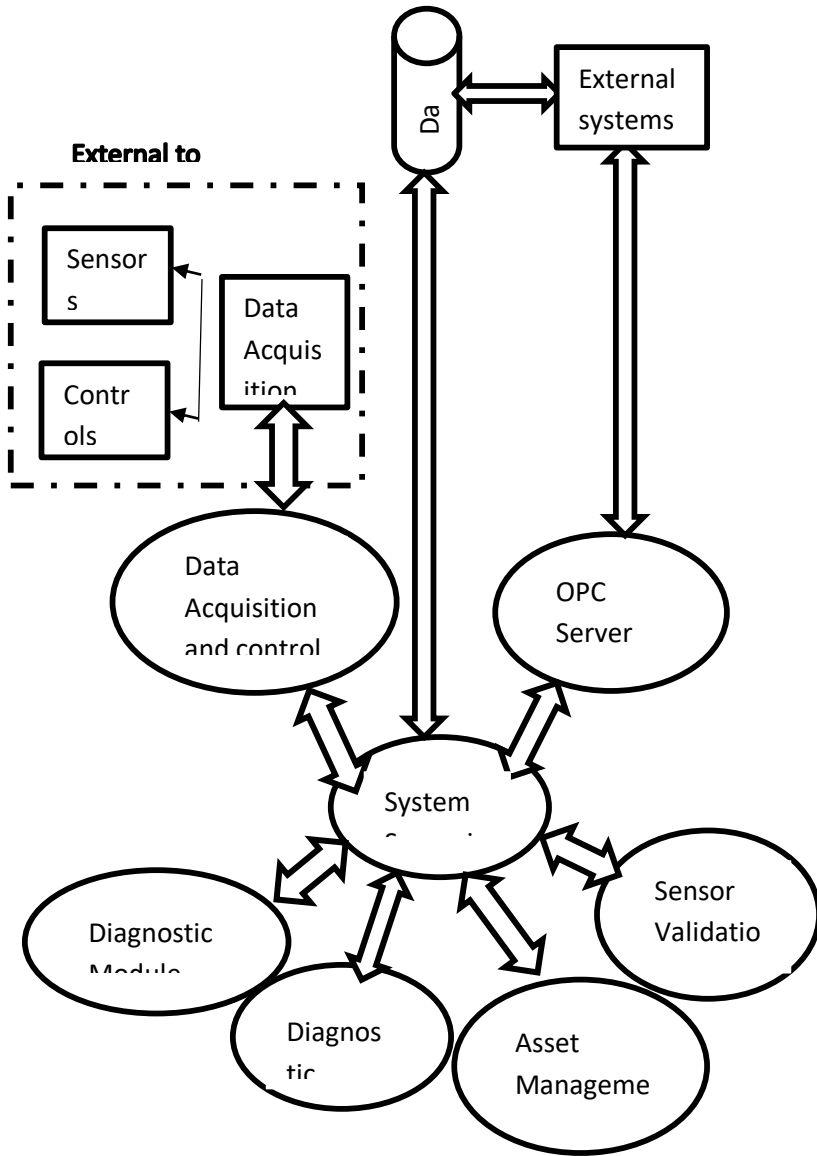 Da
External
systems
External to
Sensor
s
Data
Acquis
ition
Contr
ols
Data
Acquisition
and control
OPC
Server
System
Sensor
Validatio
Diagnostic
Module
Diagnos
tic
Asset
Manageme